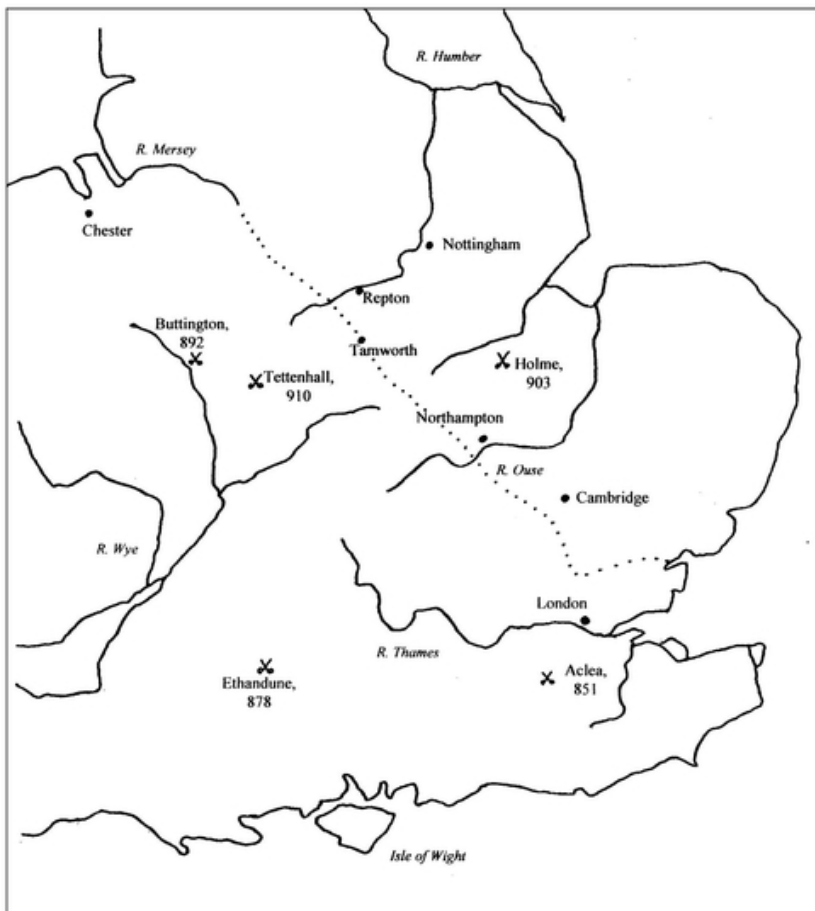 R. Humber
R. Mersey
Chester
Nottingham
Repton
Buttington,
892
Tamworth
Tettenhall,
910
Holme,
903
Northampton
R. Ouse
Cambridge
R. Wye
London
R. Thames
Ethandune,
878
Aclea,
851
Isle of Wight